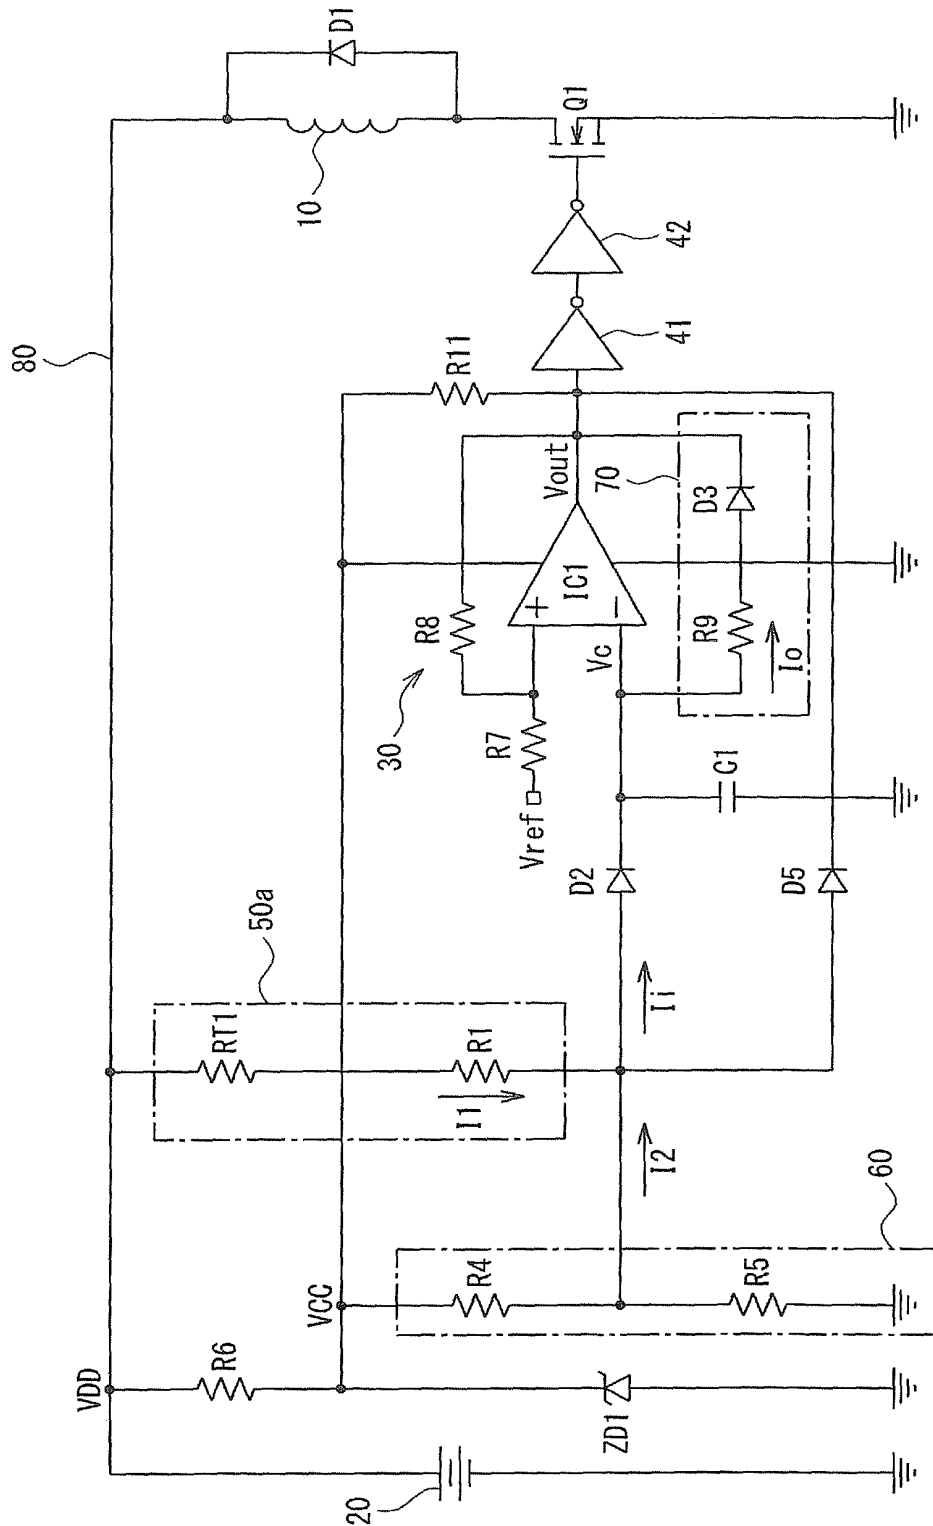 80
VDD
R6
VCC
20
ZD1
R4
R5
60
I2
RT1
R1
I1
50a
Ii
D2
D5
C1
Vref
R7
30
R8
Vc
IC1
+
−
Vout
R9
Io
D3
70
R11
41
42
10
D1
Q1